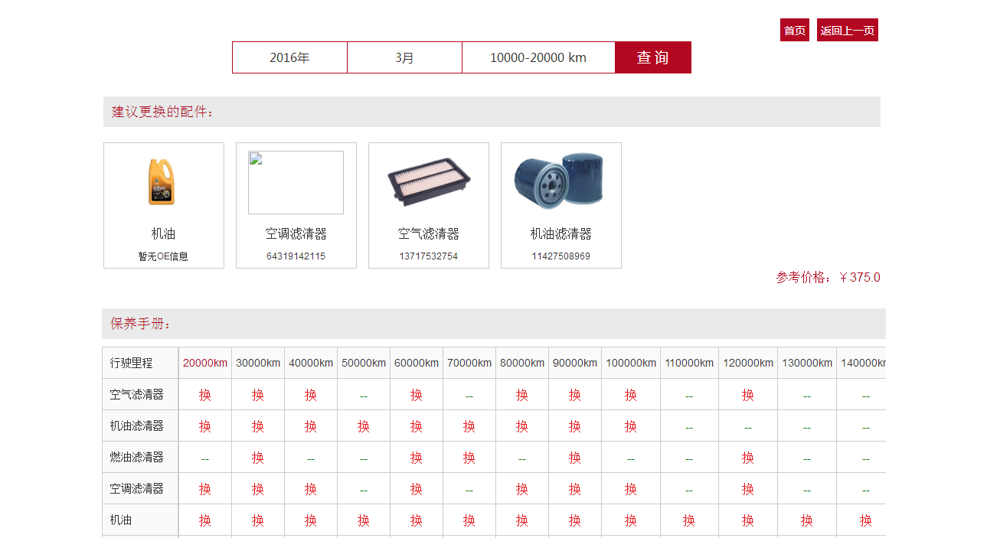 首页 返回上一页
2016年 3月 10000-20000 km 查询
建议更换的配件：
机油 空调滤清器 空气滤清器 机油滤清器
暂无OE信息 64319142115 13717532754 11427508969
参考价格：￥375.0
保养手册：
行驶里程 20000km 30000km 40000km 50000km 60000km 70000km 80000km 90000km 100000km 110000km 120000km 130000km 140000k
空气滤清器 换 换 换 -- 换 -- 换 换 换 -- 换 -- --
机油滤清器 换 换 换 换 换 换 换 换 换 -- -- -- --
燃油滤清器 -- 换 -- -- 换 换 -- 换 -- -- 换 -- --
空调滤清器 换 换 换 -- 换 -- 换 换 换 -- 换 -- --
机油 换 换 换 换 换 换 换 换 换 换 换 换 换